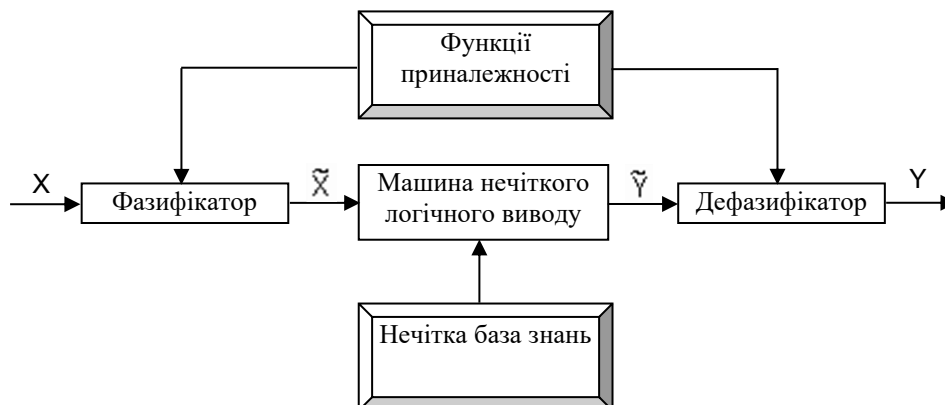 Функції
приналежності
X
Фазифікатор
X̃
Машина нечіткого
логічного виводу
Ỹ
Дефазифікатор
Y
Нечітка база знань